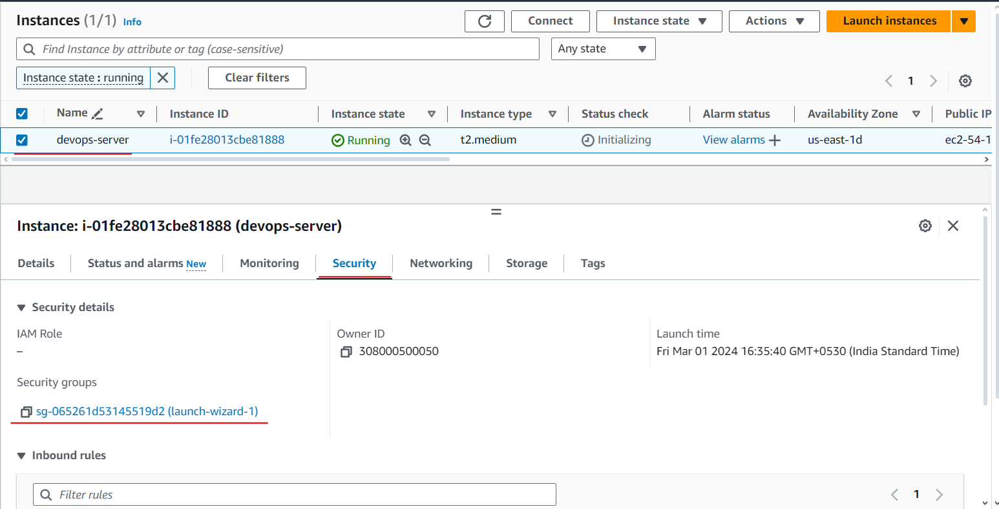 Instances (1/1) Info
Connect
Instance state
Actions
Launch instances
Find Instance by attribute or tag (case-sensitive)
Any state
Instance state : running
Clear filters
1
Name
Instance ID
Instance state
Instance type
Status check
Alarm status
Availability Zone
Public IP
devops-server
i-01fe28013cbe81888
Running
t2.medium
Initializing
View alarms
us-east-1d
ec2-54-1
Instance: i-01fe28013cbe81888 (devops-server)
Details
Status and alarms New
Monitoring
Security
Networking
Storage
Tags
Security details
IAM Role
–
Owner ID
308000500050
Launch time
Fri Mar 01 2024 16:35:40 GMT+0530 (India Standard Time)
Security groups
sg-065261d53145519d2 (launch-wizard-1)
Inbound rules
Filter rules
1